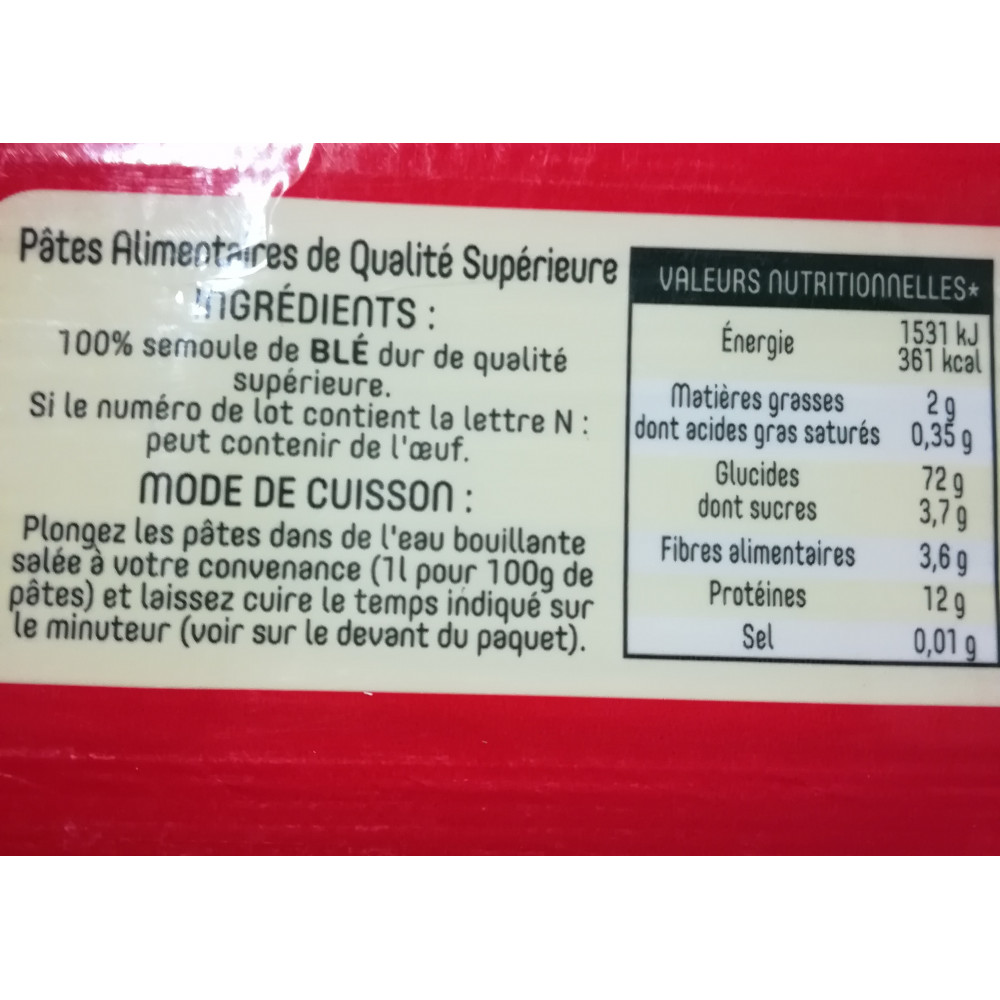 Pâtes Alimentaires de Qualité Supérieure
INGRÉDIENTS :
100% semoule de BLÉ dur de qualité
supérieure.
Si le numéro de lot contient la lettre N :
peut contenir de l'œuf.
MODE DE CUISSON :
Plongez les pâtes dans de l'eau bouillante
salée à votre convenance (1l pour 100g de
pâtes) et laissez cuire le temps indiqué sur
le minuteur (voir sur le devant du paquet).
VALEURS NUTRITIONNELLES*
Énergie 1531 kJ
361 kcal
Matières grasses 2 g
dont acides gras saturés 0,35 g
Glucides 72 g
dont sucres 3,7 g
Fibres alimentaires 3,6 g
Protéines 12 g
Sel 0,01 g